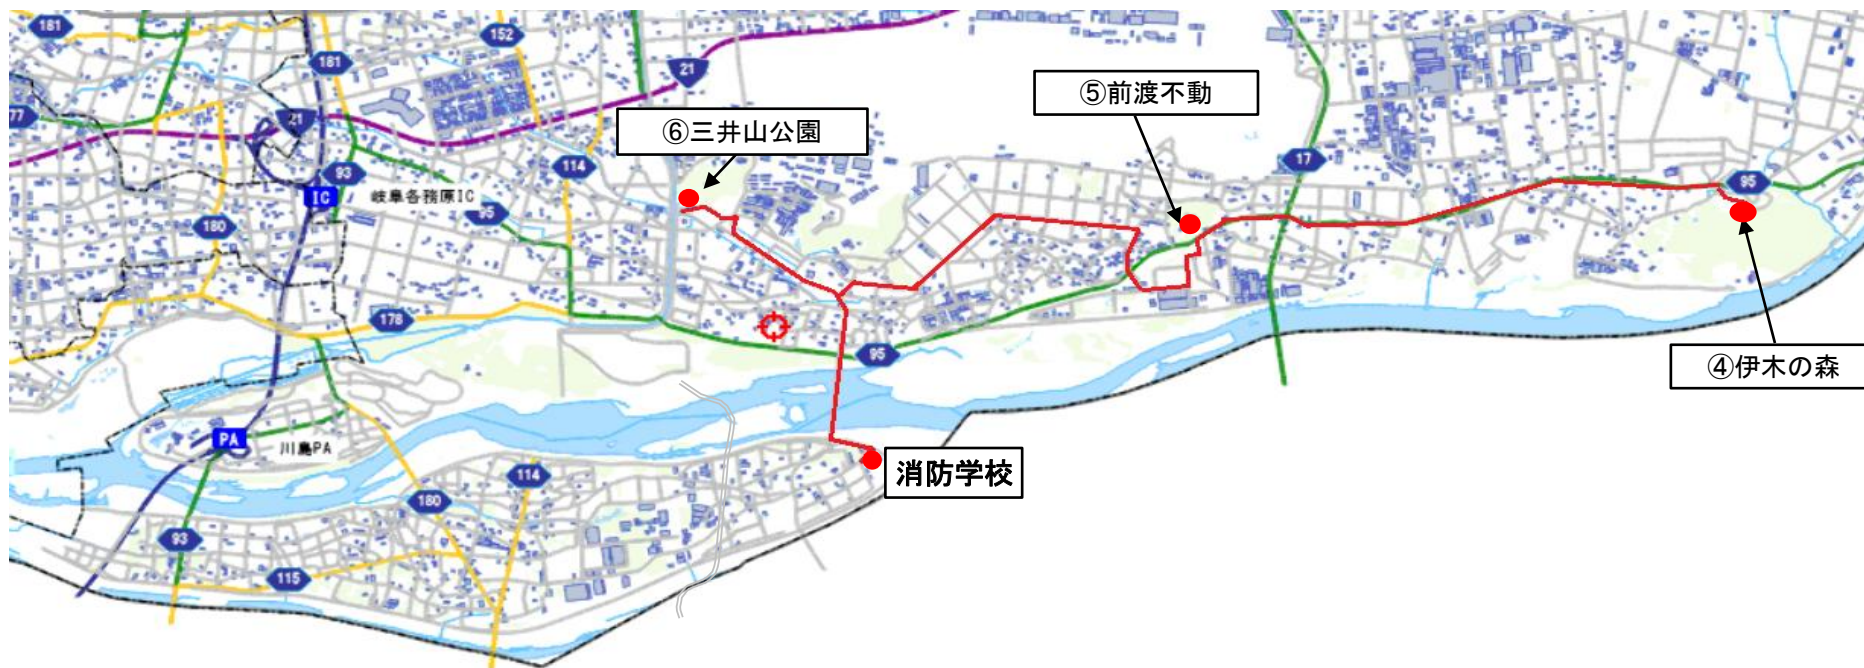 181
152
181
21
⑤前渡不動
77
21
⑥三井山公園
114
17
93
IC
岐阜各務原IC
95
95
180
178
95
④伊木の森
PA
川島PA
消防学校
114
180
93
115